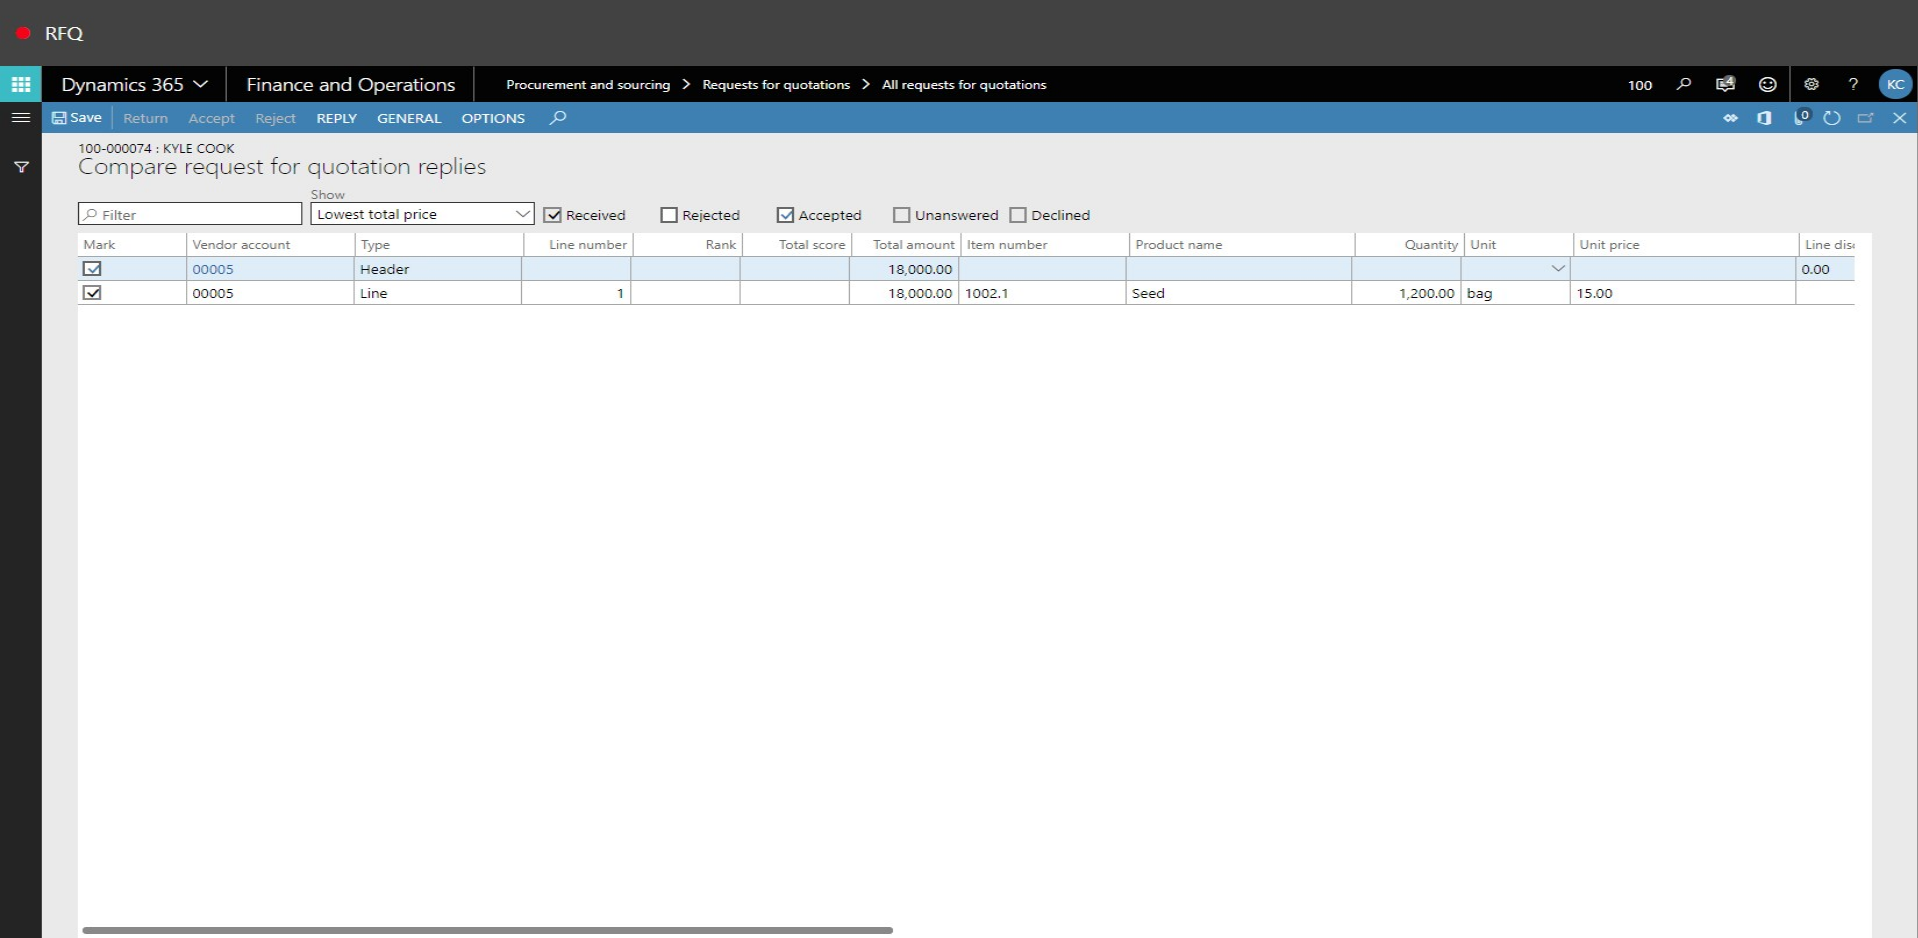 RFQ
Dynamics 365 Finance and Operations Procurement and sourcing > Requests for quotations > All requests for quotations 100 4 ? KC
Save Return Accept Reject REPLY GENERAL OPTIONS 0
100-000074 : KYLE COOK
Compare request for quotation replies
Show
Filter Lowest total price Received Rejected Accepted Unanswered Declined
Mark Vendor account Type Line number Rank Total score Total amount Item number Product name Quantity Unit Unit price Line disc
00005 Header 18,000.00 0.00
00005 Line 1 18,000.00 1002.1 Seed 1,200.00 bag 15.00